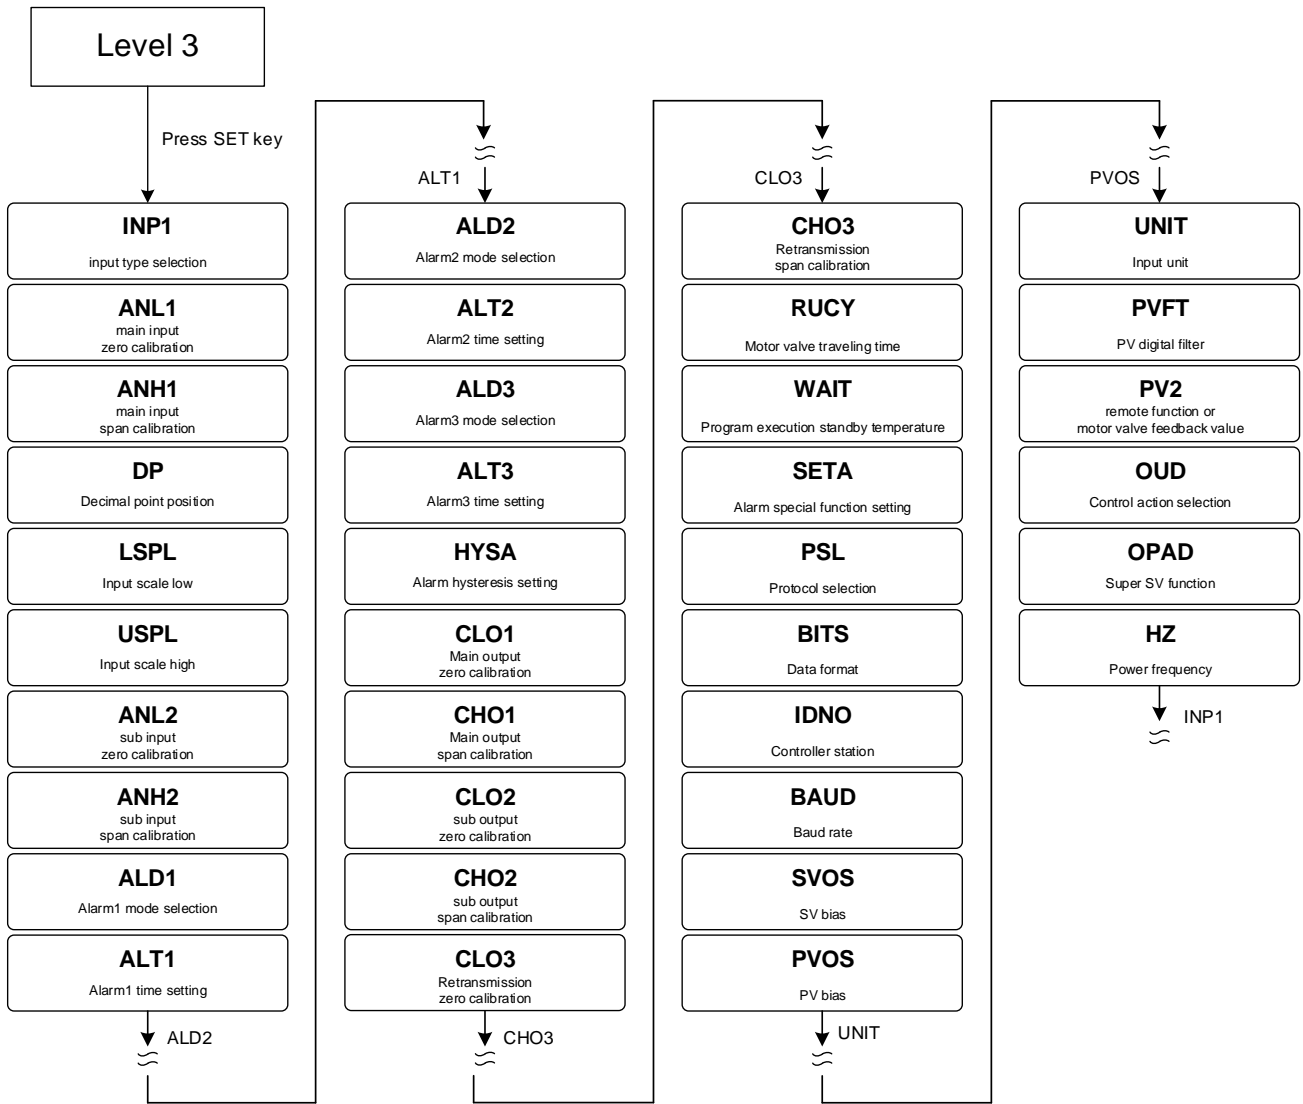 Level 3
Press SET key
INP1
input type selection
ANL1
main input
zero calibration
ANH1
main input
span calibration
DP
Decimal point position
LSPL
Input scale low
USPL
Input scale high
ANL2
sub input
zero calibration
ANH2
sub input
span calibration
ALD1
Alarm1 mode selection
ALT1
Alarm1 time setting
ALD2
ALT1
ALD2
Alarm2 mode selection
ALT2
Alarm2 time setting
ALD3
Alarm3 mode selection
ALT3
Alarm3 time setting
HYSA
Alarm hysteresis setting
CLO1
Main output
zero calibration
CHO1
Main output
span calibration
CLO2
sub output
zero calibration
CHO2
sub output
span calibration
CLO3
Retransmission
zero calibration
CHO3
CLO3
CHO3
Retransmission
span calibration
RUCY
Motor valve traveling time
WAIT
Program execution standby temperature
SETA
Alarm special function setting
PSL
Protocol selection
BITS
Data format
IDNO
Controller station
BAUD
Baud rate
SVOS
SV bias
PVOS
PV bias
UNIT
PVOS
UNIT
Input unit
PVFT
PV digital filter
PV2
remote function or
motor valve feedback value
OUD
Control action selection
OPAD
Super SV function
HZ
Power frequency
INP1